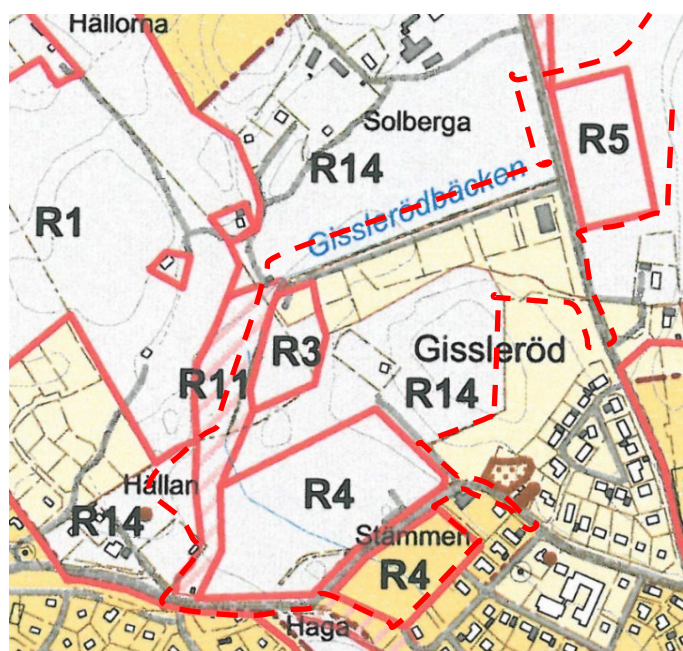 Hällorna
Solberga
R5
R14
Gisslerödbäcken
R1
R3
Gissleröd
R11
R14
R4
Hällan
R14
Stämmen
R4
Haga